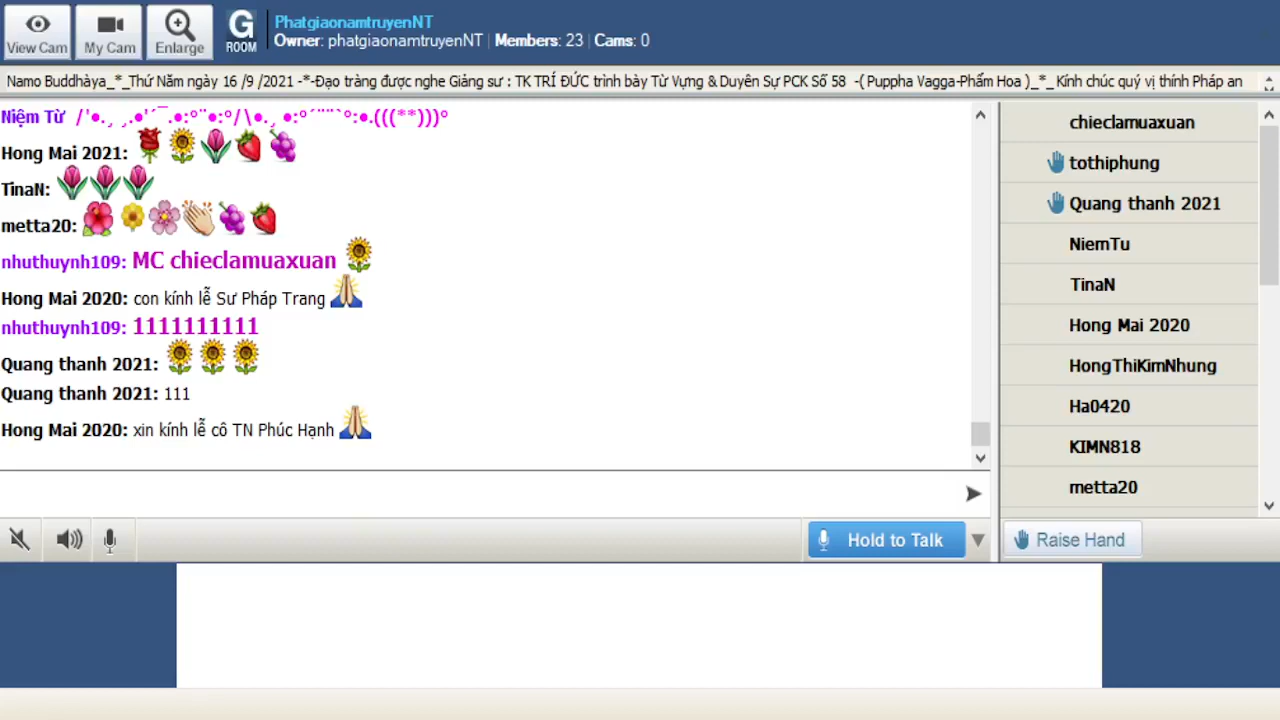 View Cam
My Cam
Enlarge
G
ROOM
PhatgiaonamtruyenNT
Owner: phatgiaonamtruyenNT | Members: 23 | Cams: 0
Namo Buddhàya_*_Thứ Năm ngày 16 /9 /2021 -*-Đạo tràng được nghe Giảng sư : TK TRÍ ĐỨC trình bày Từ Vựng & Duyên Sự PCK Số 58 -( Puppha Vagga-Phẩm Hoa )_*_ Kính chúc quý vị thính Pháp an
Niệm Từ
Hong Mai 2021:
TinaN:
metta20:
nhuthuynh109: MC chieclamuaxuan
Hong Mai 2020: con kính lễ Sư Pháp Trang
nhuthuynh109: 1111111111
Quang thanh 2021:
Quang thanh 2021: 111
Hong Mai 2020: xin kính lễ cô TN Phúc Hạnh
Hold to Talk
chieclamuaxuan
tothiphung
Quang thanh 2021
NiemTu
TinaN
Hong Mai 2020
HongThiKimNhung
Ha0420
KIMN818
metta20
Raise Hand